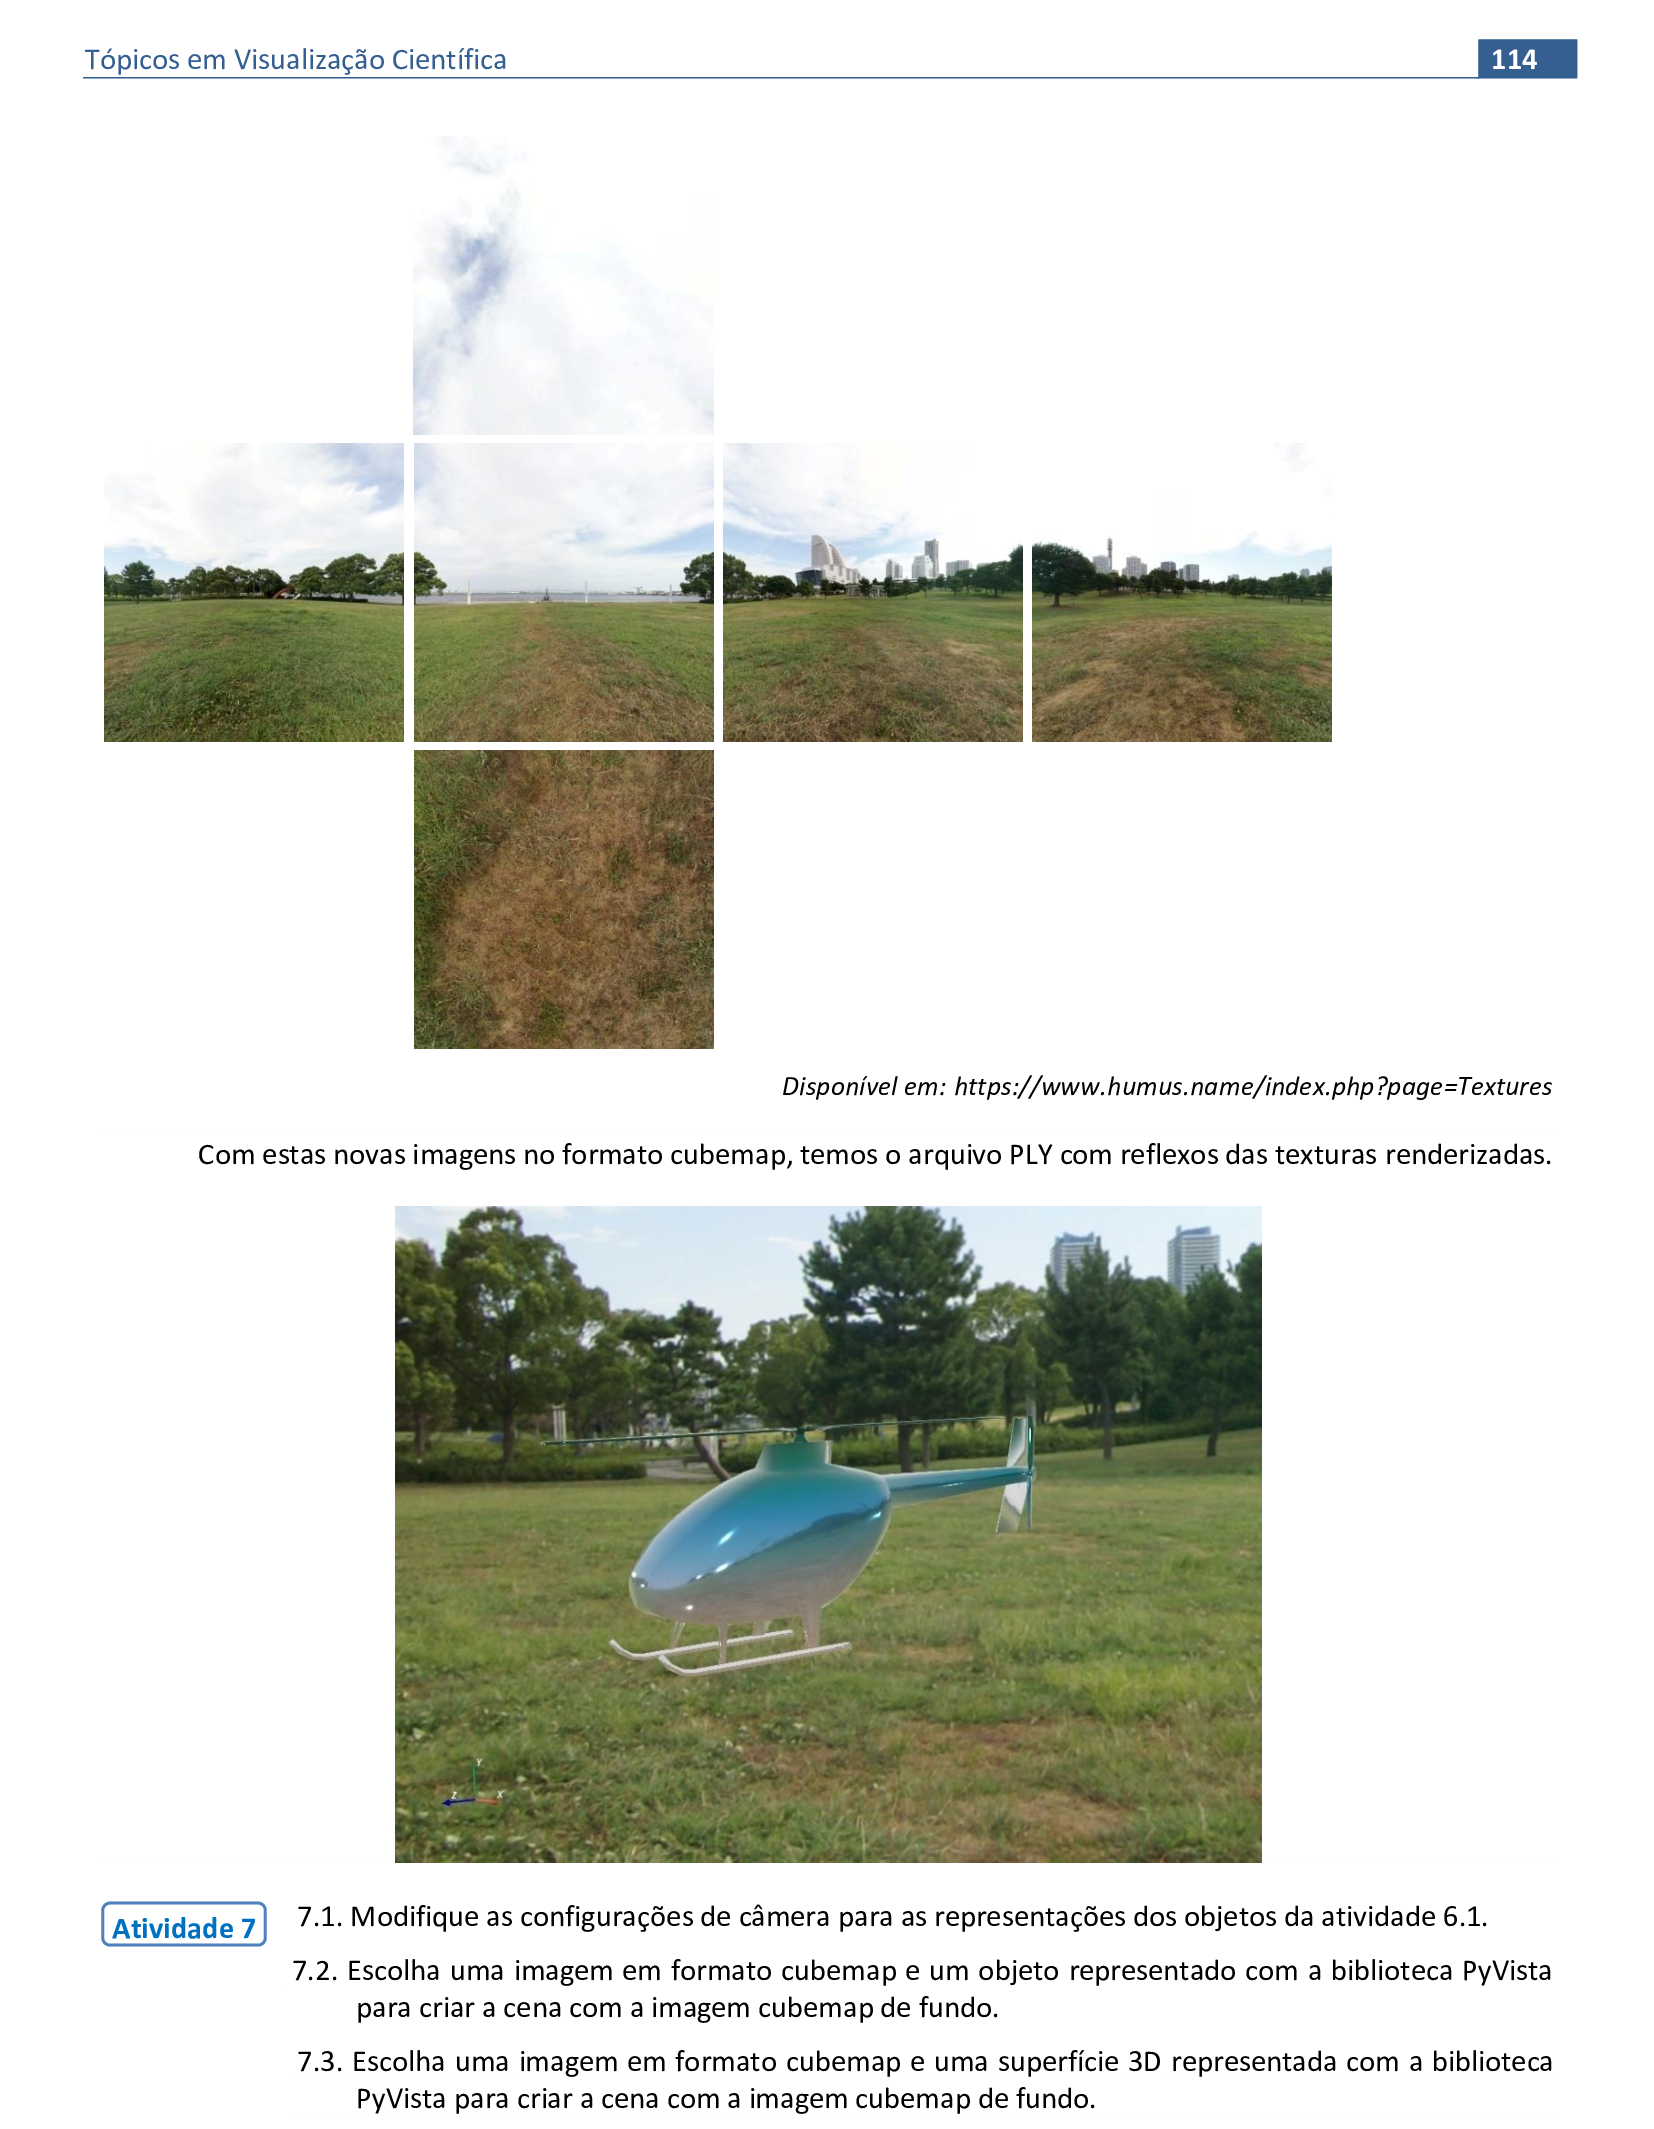 Tópicos em Visualização Científica
114
Disponível em: https://www.humus.name/index.php?page=Textures
Com estas novas imagens no formato cubemap, temos o arquivo PLY com reflexos das texturas renderizadas.
Y
Z
X
Atividade 7
7.1. Modifique as configurações de câmera para as representações dos objetos da atividade 6.1.
7.2. Escolha uma imagem em formato cubemap e um objeto representado com a biblioteca PyVista
para criar a cena com a imagem cubemap de fundo.
7.3. Escolha uma imagem em formato cubemap e uma superfície 3D representada com a biblioteca
PyVista para criar a cena com a imagem cubemap de fundo.